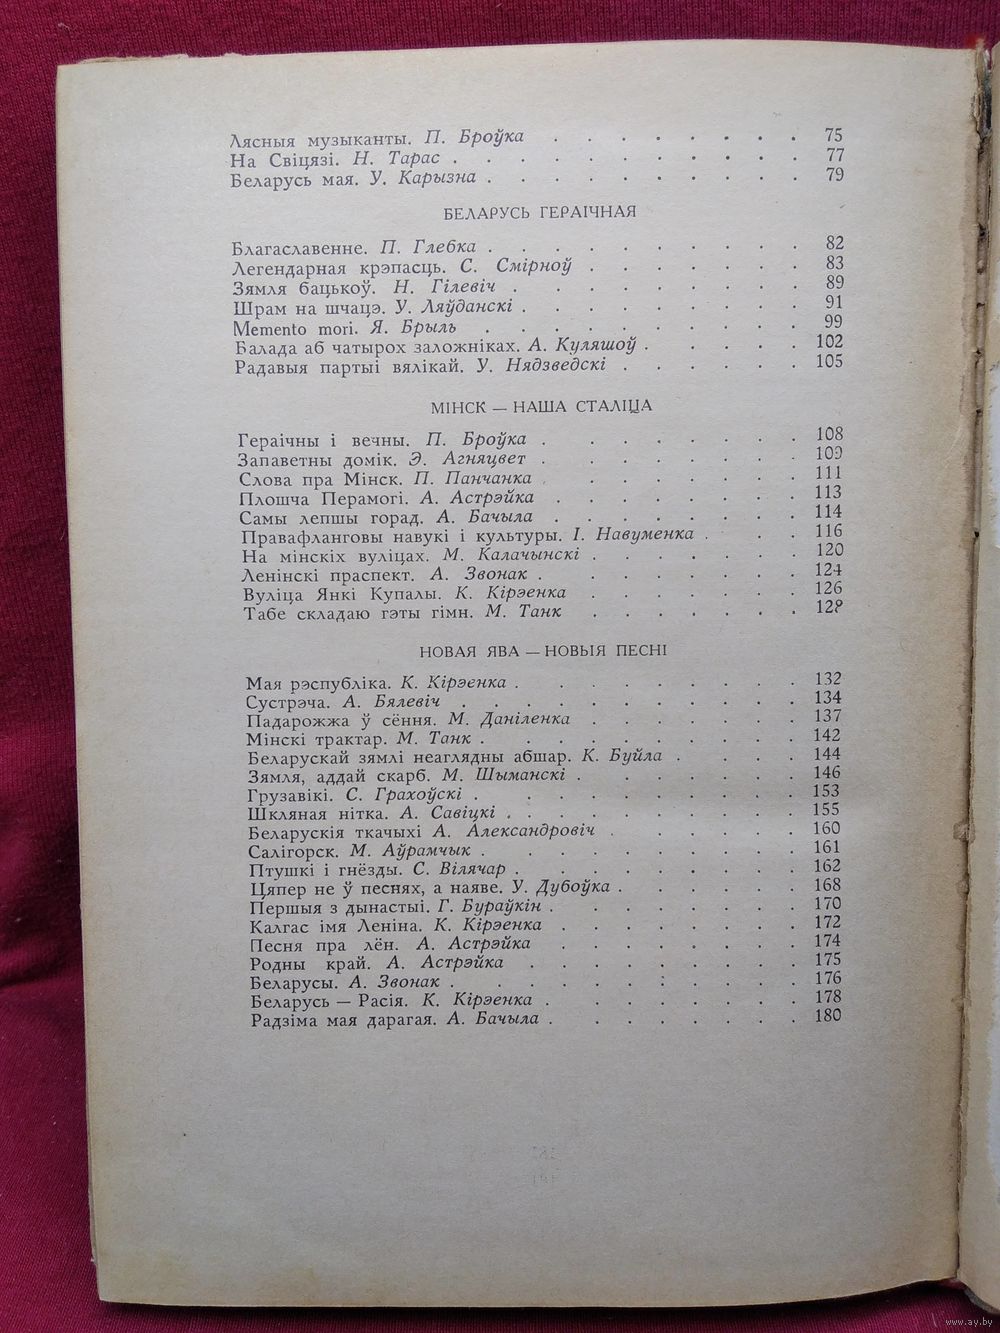 Лясныя музыканты. П. Броўка . . . . . . . . 75
На Свіцязі. Н. Тарас . . . . . . . . . . . 77
Беларусь мая. У. Карызна . . . . . . . . . . 79
БЕЛАРУСЬ ГЕРАІЧНАЯ
Благаславенне. П. Глебка . . . . . . . . . . 82
Легендарная крэпасць. С. Смірноў . . . . . . . 83
Зямля бацькоў. Н. Гілевіч . . . . . . . . . 89
Шрам на шчацэ. У. Ляўданскі . . . . . . . . . 91
Memento mori. Я. Брыль . . . . . . . . . . 99
Балада аб чатырох заложніках. А. Куляшоў . . . . . 102
Радавыя партыі вялікай. У. Нядзведскі . . . . . . 105
МІНСК — НАША СТАЛІЦА
Гераічны і вечны. П. Броўка . . . . . . . . 108
Запаветны домік. Э. Агняцвет . . . . . . . . 109
Слова пра Мінск. П. Панчанка . . . . . . . . 111
Плошча Перамогі. А. Астрэйка . . . . . . . . 113
Самы лепшы горад. А. Бачыла . . . . . . . . 114
Правафланговы навукі і культуры. І. Навуменка . . . 116
На мінскіх вуліцах. М. Калачынскі . . . . . . . 120
Ленінскі праспект. А. Звонак . . . . . . . . 124
Вуліца Янкі Купалы. К. Кірэенка . . . . . . . 126
Табе складаю гэты гімн. М. Танк . . . . . . . 128
НОВАЯ ЯВА — НОВЫЯ ПЕСНІ
Мая рэспубліка. К. Кірэенка . . . . . . . . . 132
Сустрэча. А. Бялевіч . . . . . . . . . . . 134
Падарожжа ў сёння. М. Даніленка . . . . . . . 137
Мінскі трактар. М. Танк . . . . . . . . . . 142
Беларускай зямлі неаглядны абшар. К. Буйла . . . . 144
Зямля, аддай скарб. М. Шыманскі . . . . . . . 146
Грузавікі. С. Грахоўскі . . . . . . . . . . 153
Шкляная нітка. А. Савіцкі . . . . . . . . . 155
Беларускія ткачыхі А. Александровіч . . . . . . 160
Салігорск. М. Аўрамчык . . . . . . . . . . 161
Птушкі і гнёзды. С. Вілячар . . . . . . . . . 162
Цяпер не ў песнях, а наяве. У. Дубоўка . . . . . . 168
Першыя з дынастыі. Г. Бураўкін . . . . . . . . 170
Калгас імя Леніна. К. Кірэенка . . . . . . . . 172
Песня пра лён. А. Астрэйка . . . . . . . . 174
Родны край. А. Астрэйка . . . . . . . . . 175
Беларусы. А. Звонак . . . . . . . . . . . 176
Беларусь — Расія. К. Кірэенка . . . . . . . . 178
Радзіма мая дарагая. А. Бачыла . . . . . . . . 180
www.ay.by